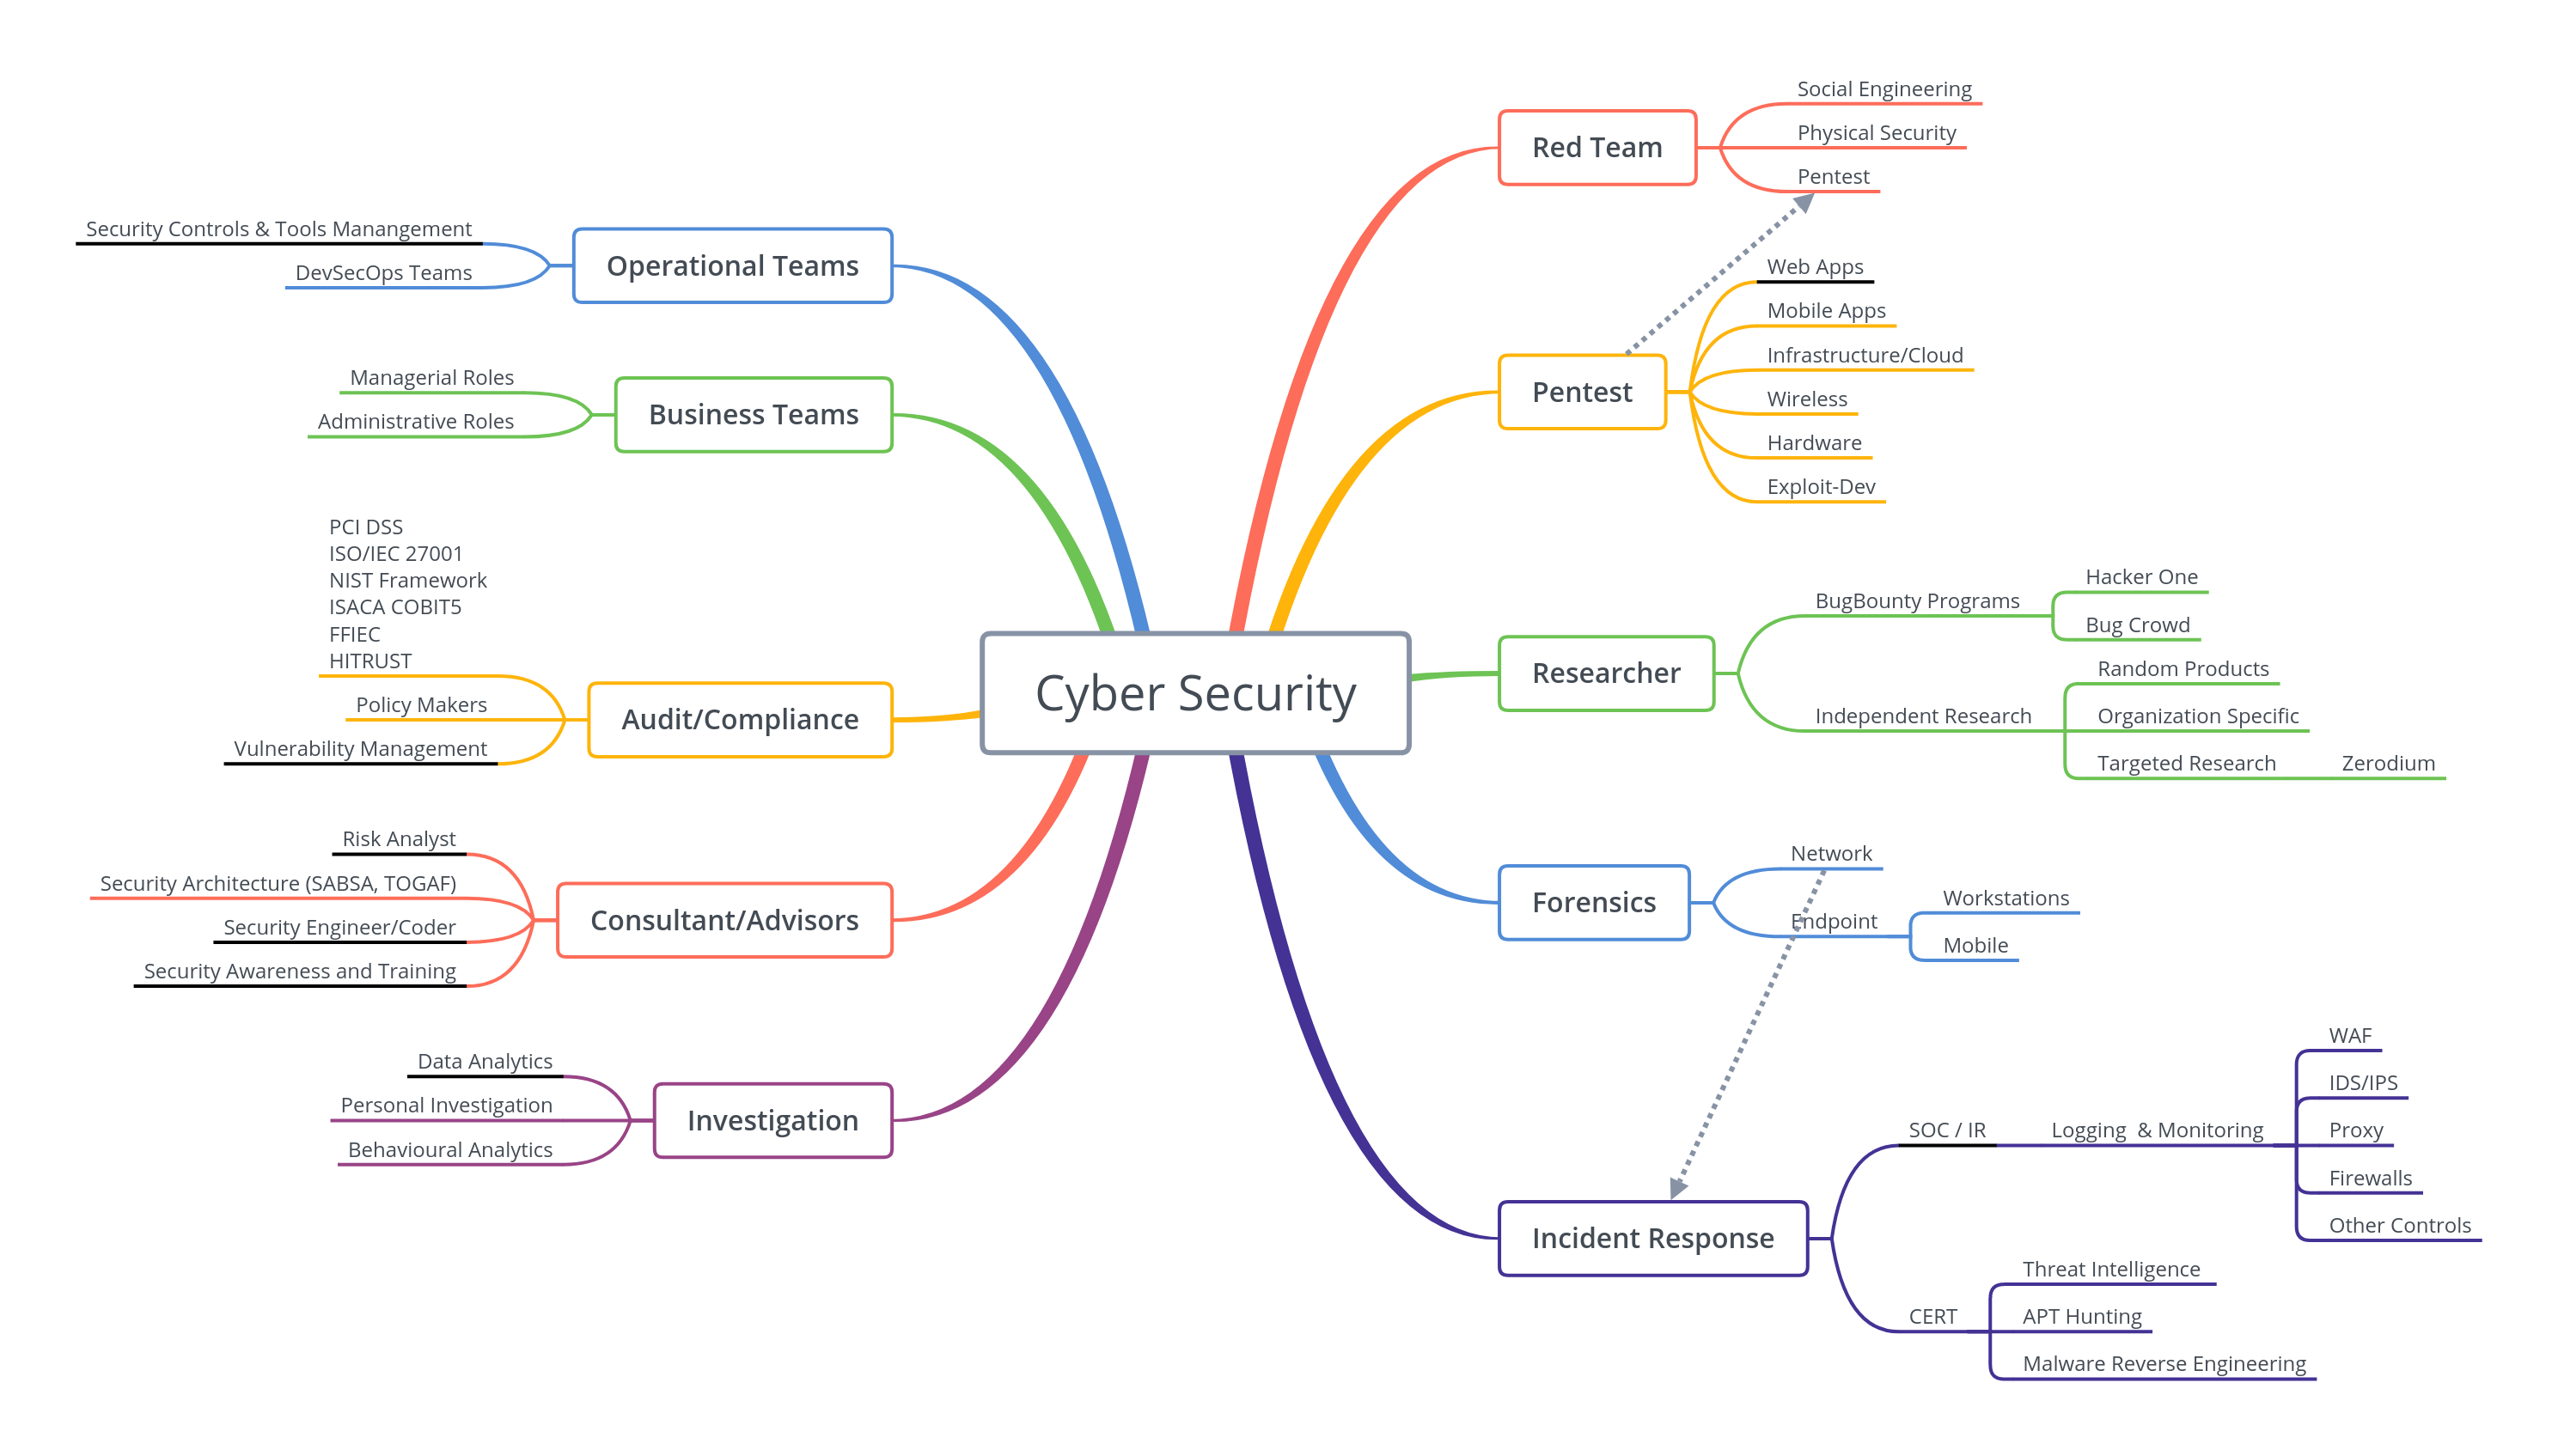 Cyber Security
Red Team
Social Engineering
Physical Security
Pentest
Pentest
Web Apps
Mobile Apps
Infrastructure/Cloud
Wireless
Hardware
Exploit-Dev
Researcher
BugBounty Programs
Hacker One
Bug Crowd
Independent Research
Random Products
Organization Specific
Targeted Research
Zerodium
Forensics
Network
Endpoint
Workstations
Mobile
Incident Response
SOC / IR
Logging  & Monitoring
WAF
IDS/IPS
Proxy
Firewalls
Other Controls
CERT
Threat Intelligence
APT Hunting
Malware Reverse Engineering
Operational Teams
Security Controls & Tools Manangement
DevSecOps Teams
Business Teams
Managerial Roles
Administrative Roles
Audit/Compliance
PCI DSS
ISO/IEC 27001
NIST Framework
ISACA COBIT5
FFIEC
HITRUST
Policy Makers
Vulnerability Management
Consultant/Advisors
Risk Analyst
Security Architecture (SABSA, TOGAF)
Security Engineer/Coder
Security Awareness and Training
Investigation
Data Analytics
Personal Investigation
Behavioural Analytics